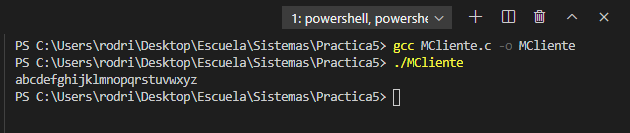 1: powershell, powershe
PS C:\Users\rodri\Desktop\Escuela\Sistemas\Practica5> gcc MCliente.c -o MCliente
PS C:\Users\rodri\Desktop\Escuela\Sistemas\Practica5> ./MCliente
abcdefghijklmnopqrstuvwxyz
PS C:\Users\rodri\Desktop\Escuela\Sistemas\Practica5>